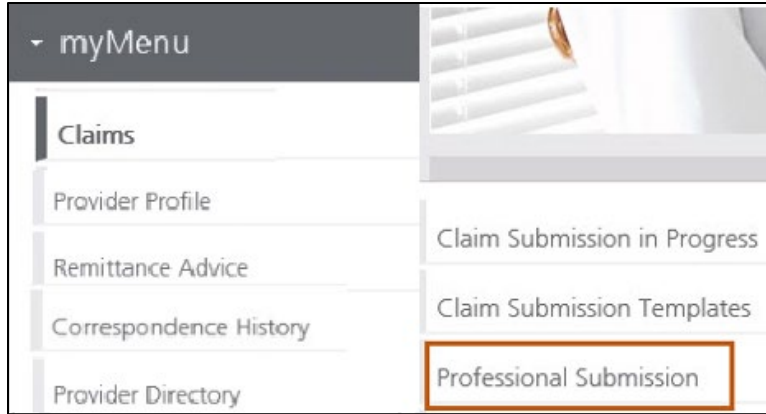 myMenu
Claims
Provider Profile
Remittance Advice
Correspondence History
Provider Directory
Claim Submission in Progress
Claim Submission Templates
Professional Submission